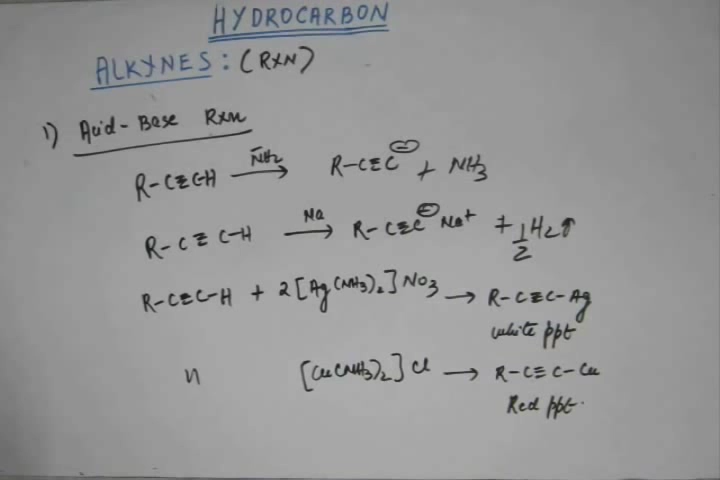 HYDROCARBON
ALKYNES : (RXN)
1) Acid-Base Rxn
R-C≡C-H —N̄H2→ R-C≡C⊖ + NH3
R-C≡C-H —Na→ R-C≡C⊖ Na+ + 1/2 H2↑
R-C≡C-H + 2[Ag(NH3)2]NO3 → R-C≡C-Ag
white ppt
" [Cu(NH3)2]Cl → R-C≡C-Cu
Red ppt.